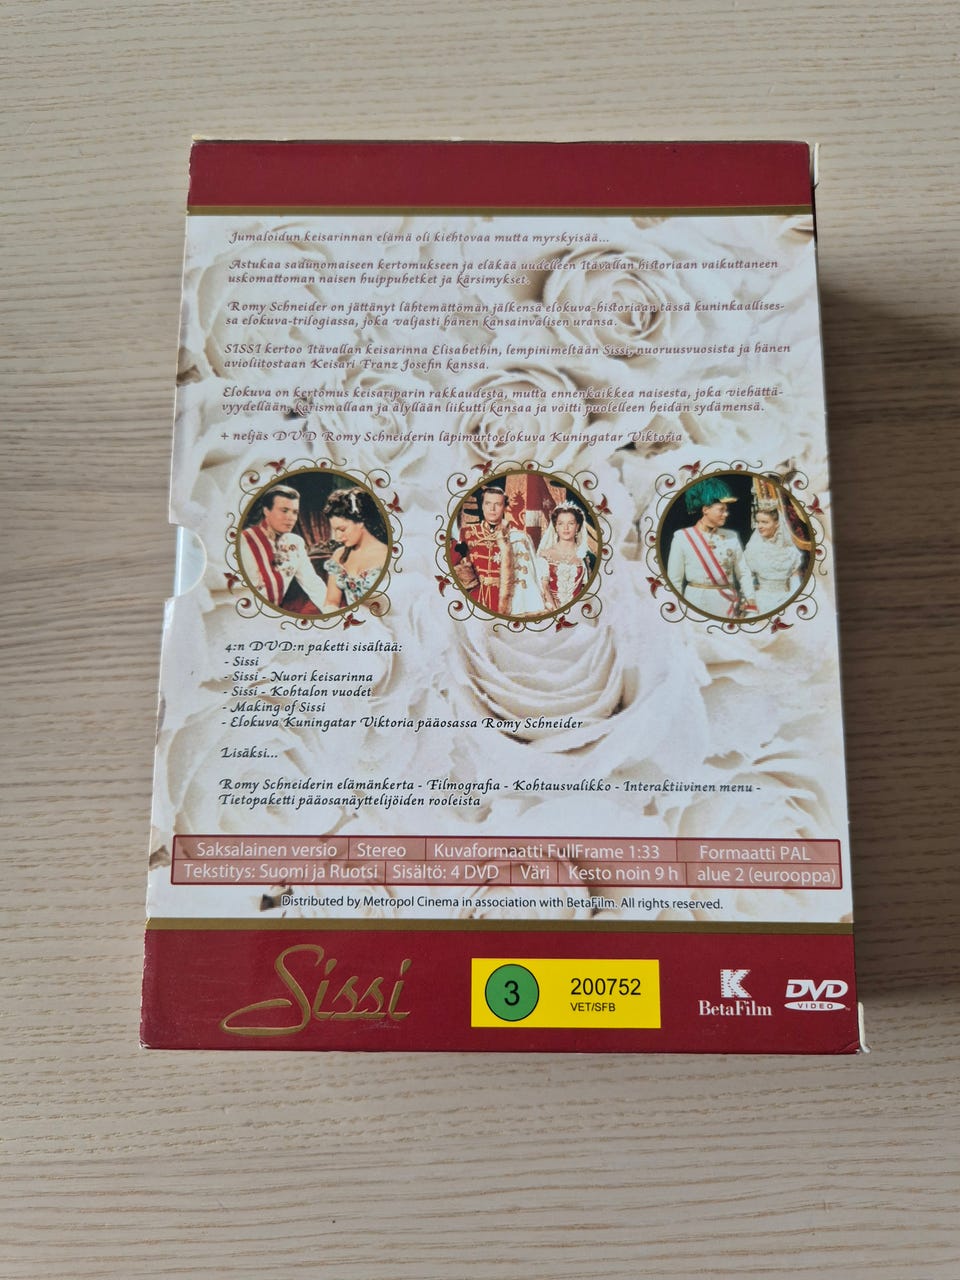 Jumaloidun keisarinnan elämä oli kiehtovaa mutta myrskyisää...
Astukaa sadunomaiseen kertomukseen ja eläkää uudelleen Itävallan historiaan vaikuttaneen
uskomattoman naisen huippuhetket ja kärsimykset.
Romy Schneider on jättänyt lähtemättömän jälkensä elokuva-historiaan tässä kuninkaallises-
sa elokuva-trilogiassa, joka valjasti hänen kansainvälisen uransa.
SISSI kertoo Itävallan keisarinna Elisabethin, lempinimeltään Sissi, nuoruusvuosista ja hänen
avioliitostaan Keisari Franz Josefin kanssa.
Elokuva on kertomus keisariparin rakkaudesta, mutta ennenkaikkea naisesta, joka viehättä-
vyydellään, karismallaan ja älyllään liikutti kansaa ja voitti puolelleen heidän sydämensä.
+ neljäs DVD Romy Schneiderin läpimurtoelokuva Kuningatar Viktoria
4:n DVD:n paketti sisältää:
- Sissi
- Sissi - Nuori keisarinna
- Sissi - Kohtalon vuodet
- Making of Sissi
- Elokuva Kuningatar Viktoria pääosassa Romy Schneider
Lisäksi...
Romy Schneiderin elämänkerta - Filmografia - Kohtausvalikko - Interaktiivinen menu -
Tietopaketti pääosanäyttelijöiden rooleista
Saksalainen versio Stereo Kuvaformaatti FullFrame 1:33 Formaatti PAL
Tekstitys: Suomi ja Ruotsi Sisältö: 4 DVD Väri Kesto noin 9 h alue 2 (eurooppa)
Distributed by Metropol Cinema in association with BetaFilm. All rights reserved.
Sissi
3 200752
VET/SFB
BetaFilm
DVD
VIDEO